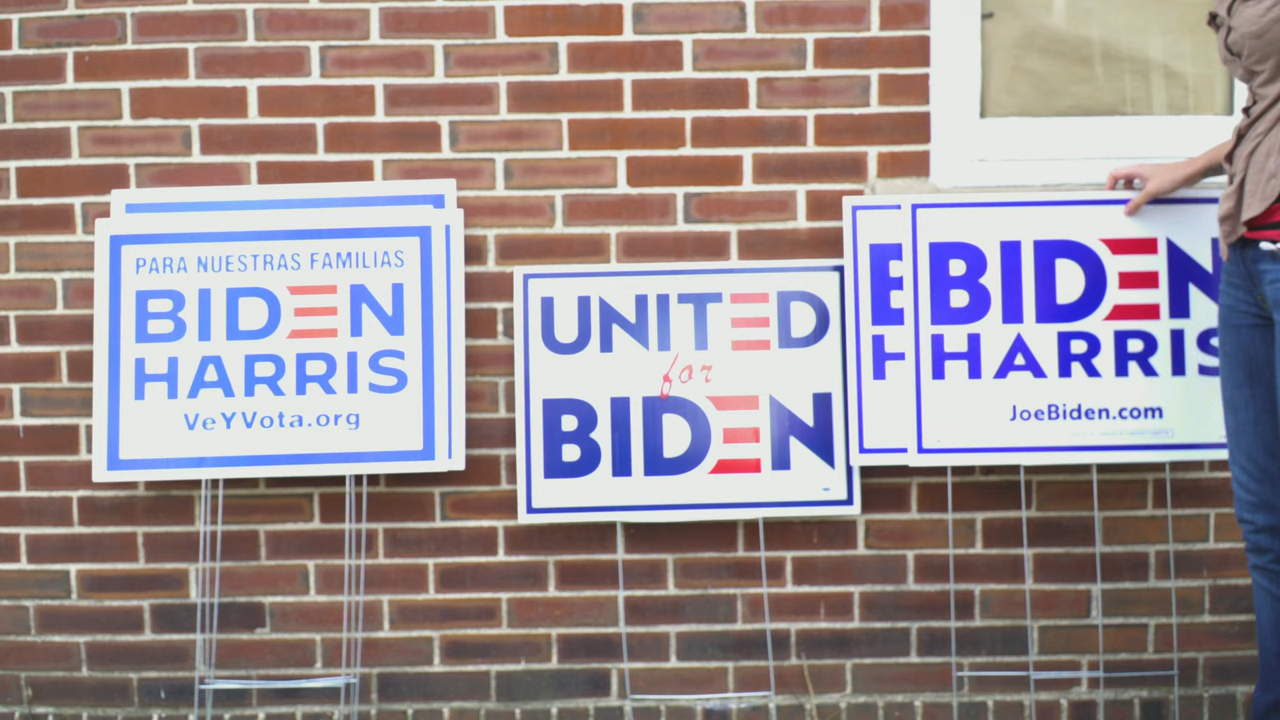 PARA NUESTRAS FAMILIAS
BIDEN
HARRIS
VeYVota.org
UNITED
for
BIDEN
BIDEN
HARRIS
JoeBiden.com